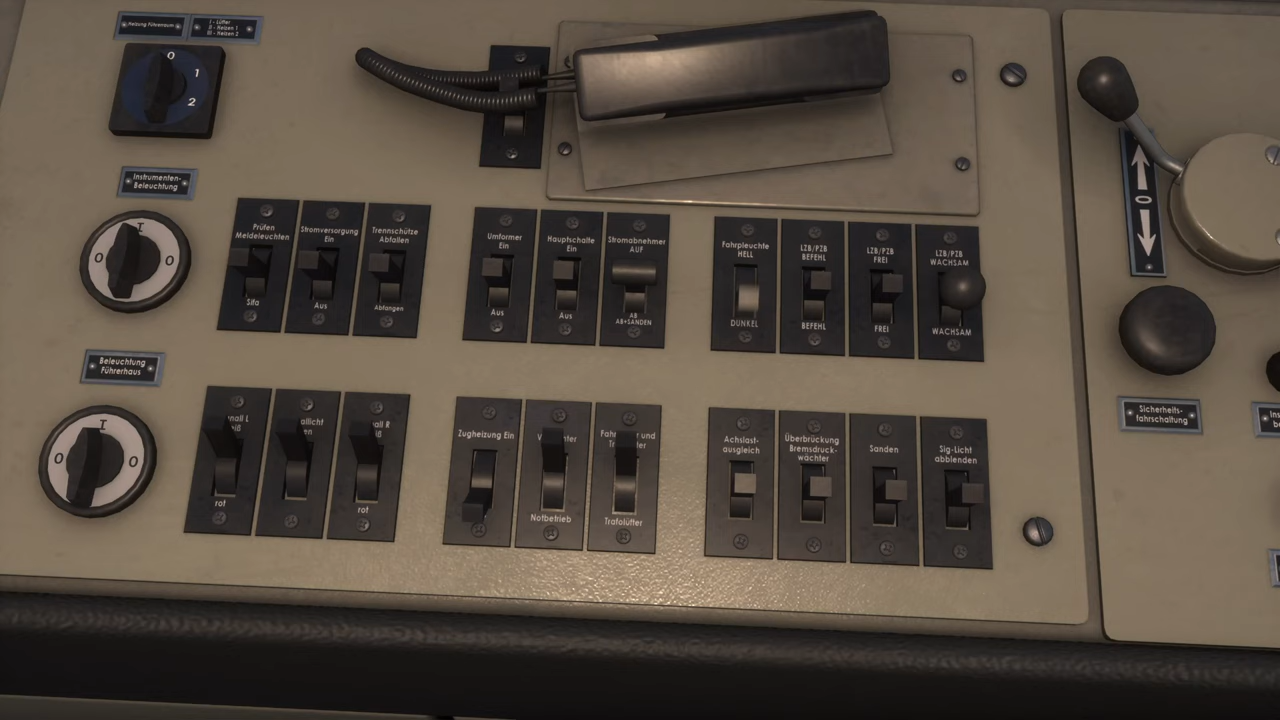 Heizung Führerraum
I - Lüfter
II - Heizen 1
III - Heizen 2
0
1
2
Instrumenten-
Beleuchtung
I
0
0
Prüfen
Meldeleuchten
Sifa
Stromversorgung
Ein
Aus
Trennschütze
Abfallen
Abfangen
Umformer
Ein
Aus
Hauptschalte
Ein
Aus
Stromabnehmer
AUF
AB
AB+SANDEN
Fahrpleuchte
HELL
DUNKEL
LZB/PZB
BEFEHL
BEFEHL
LZB/PZB
FREI
FREI
LZB/PZB
WACHSAM
WACHSAM
0
Sicherheits-
fahrschaltung
Beleuchtung
Führerhaus
I
0
0
rot
rot
Zugheizung Ein
Notbetrieb
und
Trafolüfter
Achslast-
ausgleich
Überbrückung
Bremsdruck-
wächter
Sanden
Sig-Licht
abblenden